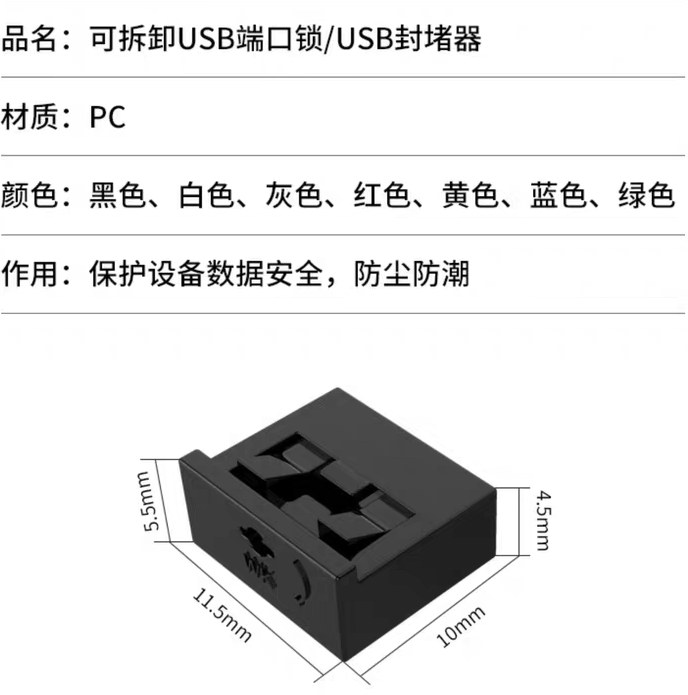 品名：可拆卸USB端口锁/USB封堵器
材质：PC
颜色：黑色、白色、灰色、红色、黄色、蓝色、绿色
作用：保护设备数据安全，防尘防潮
5.5mm
4.5mm
11.5mm
10mm